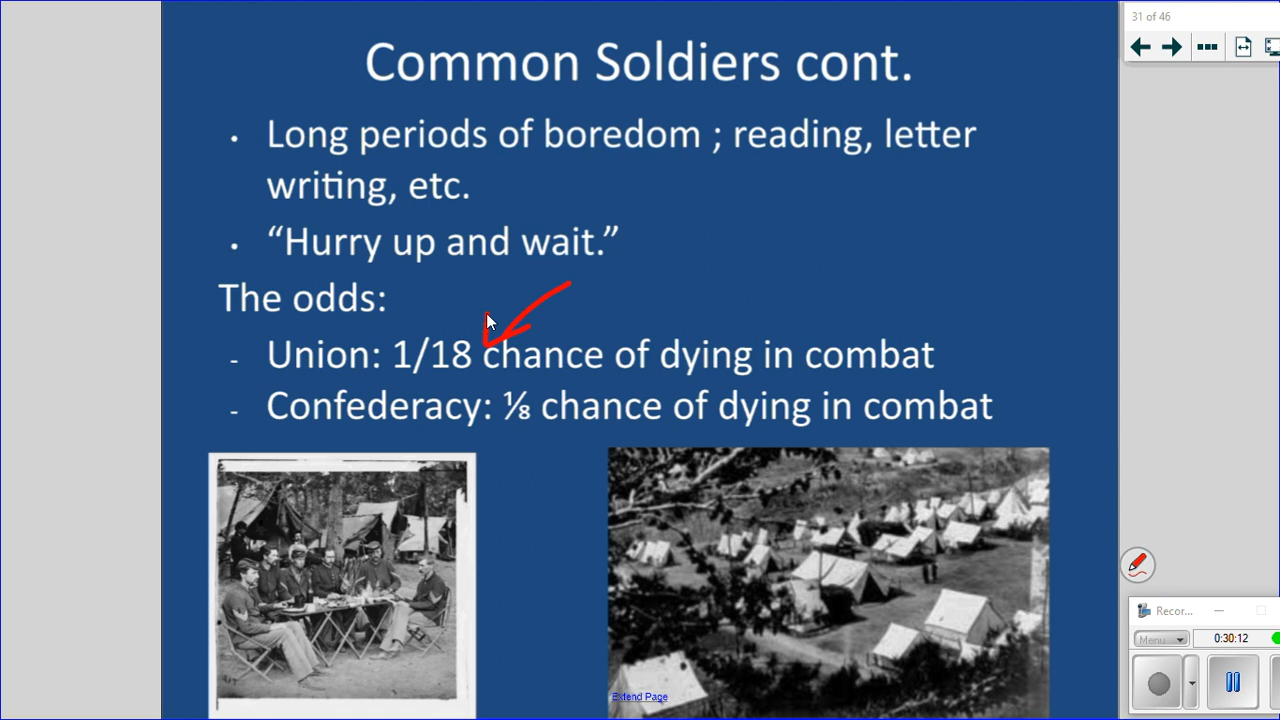 31 of 46
Common Soldiers cont.
• Long periods of boredom ; reading, letter
writing, etc.
• “Hurry up and wait.”
The odds:
- Union: 1/18 chance of dying in combat
- Confederacy: ⅛ chance of dying in combat
Extend Page
Recor...
Menu
0:30:12